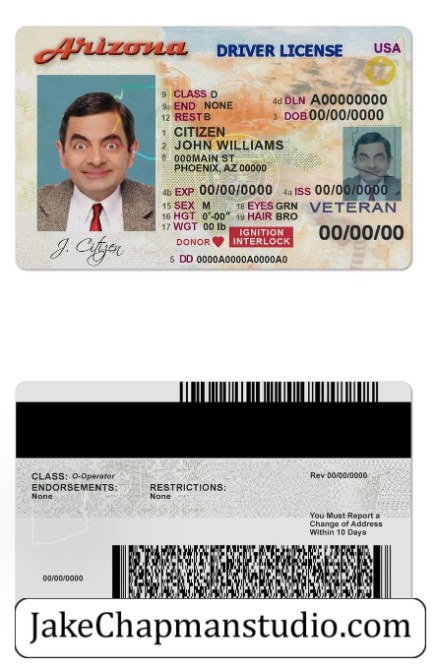 Arizona DRIVER LICENSE USA
9 CLASS D
9a END NONE
12 REST B
4d DLN A00000000
3 DOB 00/00/0000
1 CITIZEN
2 JOHN WILLIAMS
8 000MAIN ST
PHOENIX, AZ 00000
4b EXP 00/00/0000 4a ISS 00/00/0000
15 SEX M 18 EYES GRN
16 HGT 0'-00" 19 HAIR BRO
17 WGT 00 lb
VETERAN
DONOR
IGNITION
INTERLOCK
00/00/00
J. Citizen
5 DD 0000A0000A0000A0
CLASS: O-Operator
ENDORSEMENTS:
None
RESTRICTIONS:
None
Rev 00/00/0000
You Must Report a
Change of Address
Within 10 Days
00/00/0000
JakeChapmanstudio.com